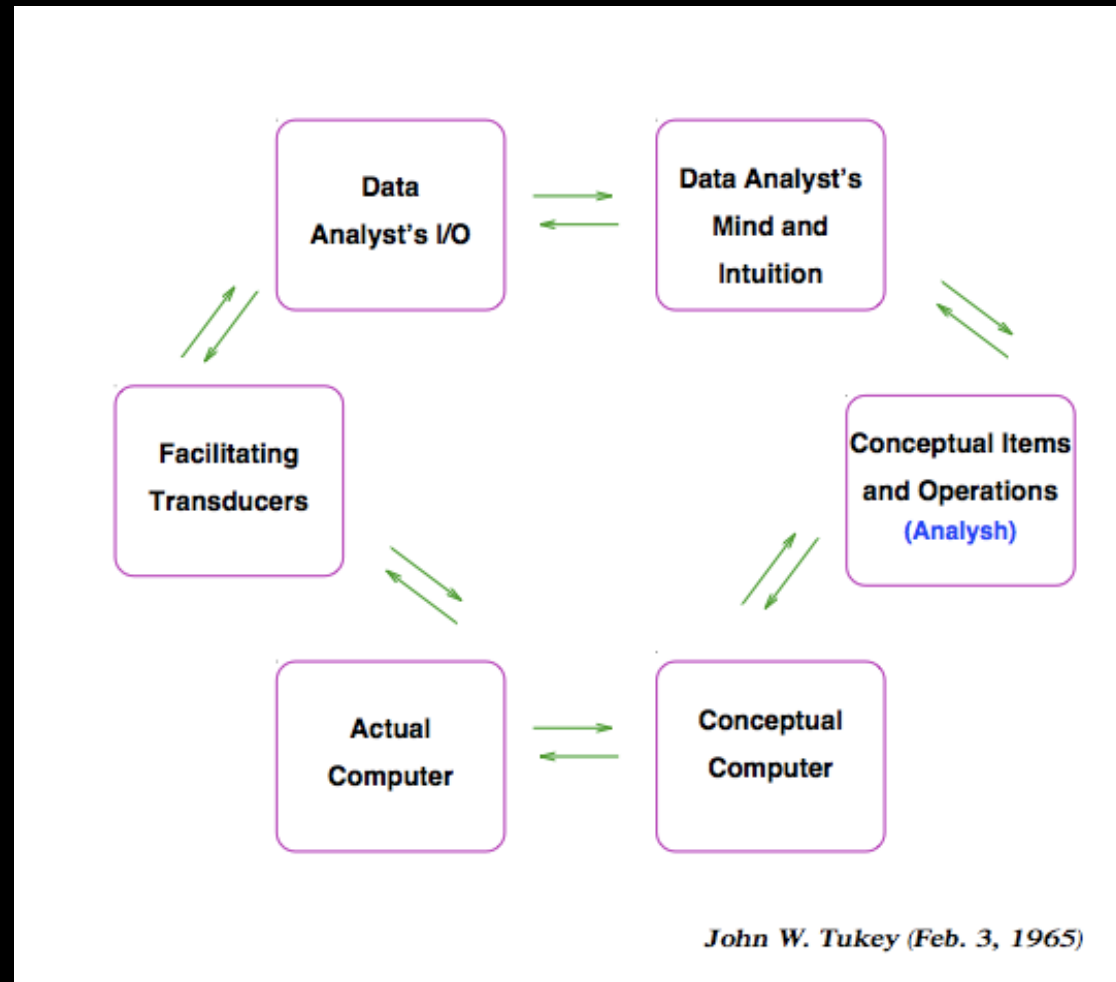 Data
Analyst's I/O
Data Analyst's
Mind and
Intuition
Facilitating
Transducers
Conceptual Items
and Operations
(Analysh)
Actual
Computer
Conceptual
Computer
John W. Tukey (Feb. 3, 1965)